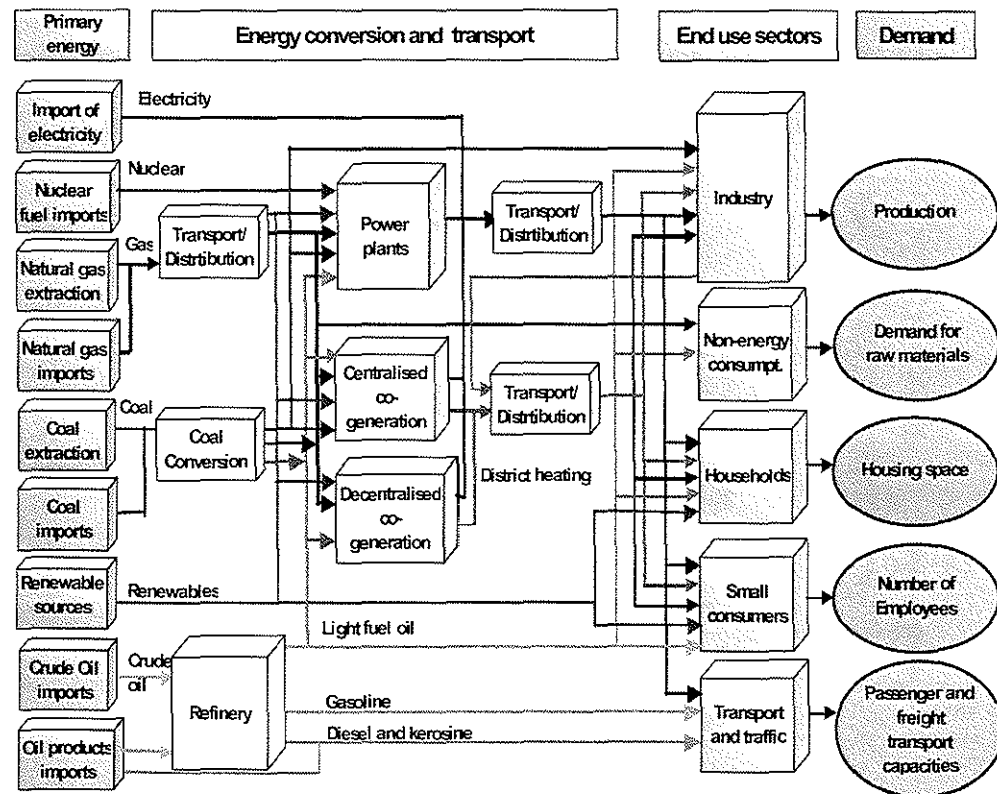 Primary
energy
Energy conversion and transport
End use sectors
Demand
Import of
electricity
Electricity
Nuclear
fuel imports
Nuclear
Natural gas
extraction
Gas
Natural gas
imports
Transport/
Distrtibution
Power
plants
Transport/
Distrtibution
Industry
Production
Non-energy
consumpt.
Demand for
raw materials
Coal
extraction
Coal
Coal
imports
Coal
Conversion
Centralised
co-
generation
Transport/
Distrtibution
District heating
Decentralised
co-
generation
Households
Housing space
Renewable
sources
Renewables
Light fuel oil
Small
consumers
Number of
Employees
Crude Oil
imports
Crude
oil
Refinery
Oil products
imports
Gasoline
Diesel and kerosine
Transport
and traffic
Passenger and
freight
transport
capacities